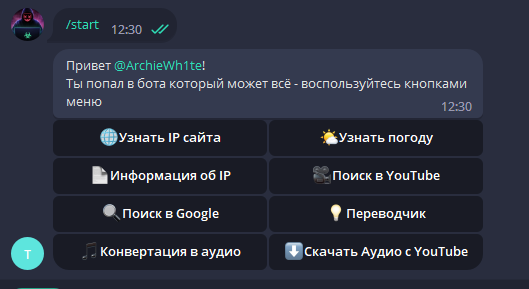 /start
12:30
Привет @ArchieWh1te!
Ты попал в бота который может всё - воспользуйтесь кнопками
меню
12:30
Узнать IP сайта
Узнать погоду
Информация об IP
Поиск в YouTube
Поиск в Google
Переводчик
Конвертация в аудио
Скачать Аудио с YouTube
T